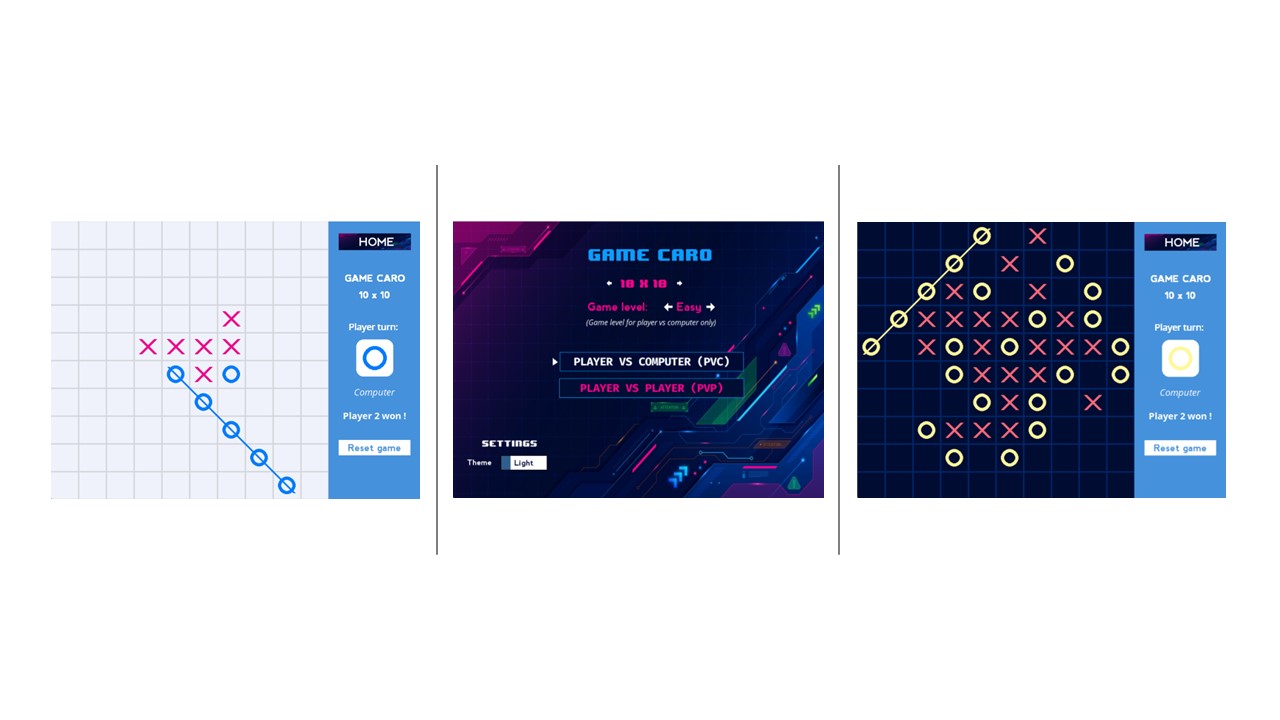 HOME
GAME CARO
10 x 10
Player turn:
Computer
Player 2 won !
Reset game
GAME CARO
10 X 10
Game level: Easy
(Game level for player vs computer only)
PLAYER VS COMPUTER (PVC)
PLAYER VS PLAYER (PVP)
SETTINGS
Theme Light
HOME
GAME CARO
10 x 10
Player turn:
Computer
Player 2 won !
Reset game